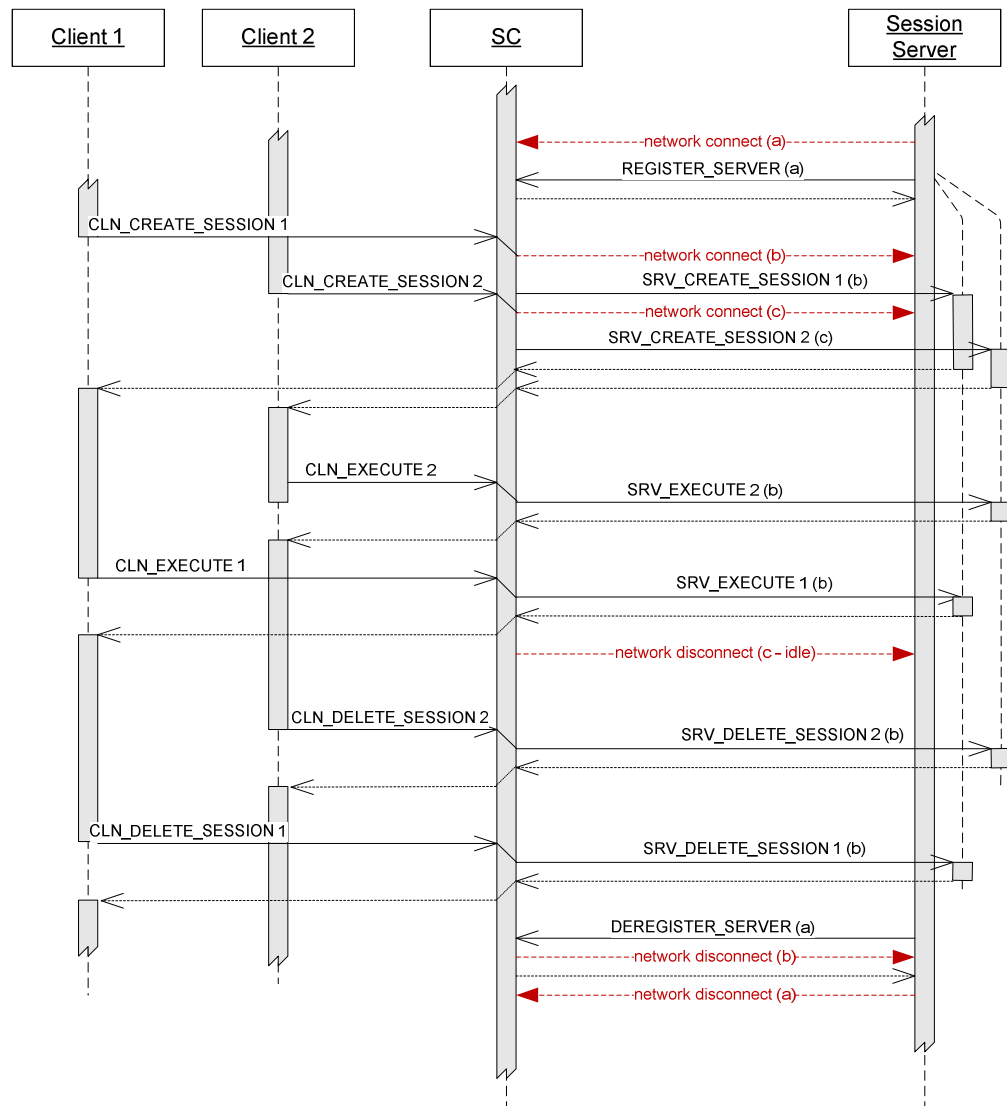 Client 1
Client 2
SC
Session
Server
network connect (a)
REGISTER_SERVER (a)
CLN_CREATE_SESSION 1
network connect (b)
CLN_CREATE_SESSION 2
SRV_CREATE_SESSION 1 (b)
network connect (c)
SRV_CREATE_SESSION 2 (c)
CLN_EXECUTE 2
SRV_EXECUTE 2 (b)
CLN_EXECUTE 1
SRV_EXECUTE 1 (b)
network disconnect (c – idle)
CLN_DELETE_SESSION 2
SRV_DELETE_SESSION 2 (b)
CLN_DELETE_SESSION 1
SRV_DELETE_SESSION 1 (b)
DEREGISTER_SERVER (a)
network disconnect (b)
network disconnect (a)